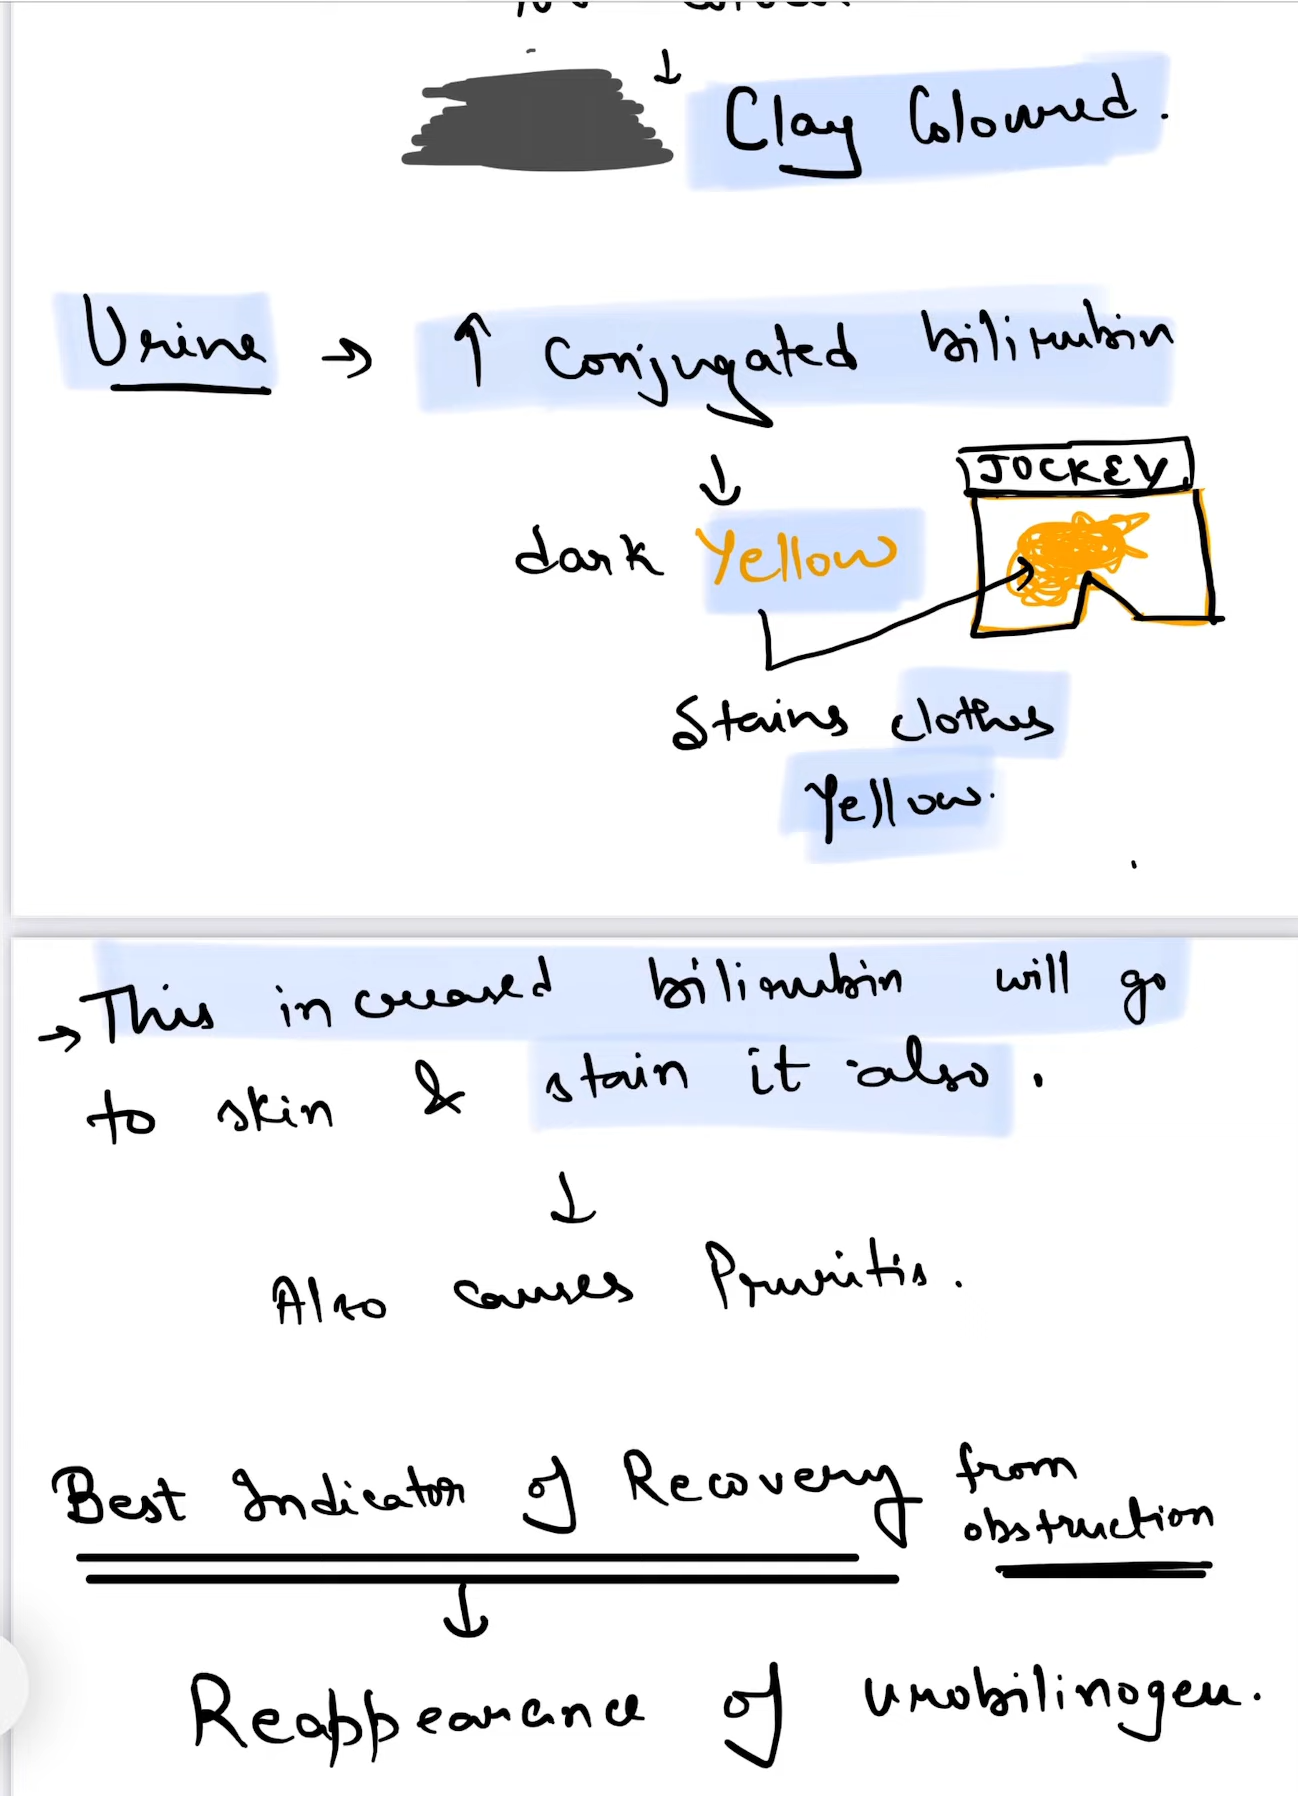 Clay Coloured.
Urine → ↑ Conjugated bilirubin
↓
JOCKEY
dark Yellow
Stains clothes
Yellow.
→ This increased bilirubin will go
to skin & stain it also.
↓
Also causes Pruritis.
Best Indicator of Recovery from
obstruction
↓
Reappearance of urobilinogen.